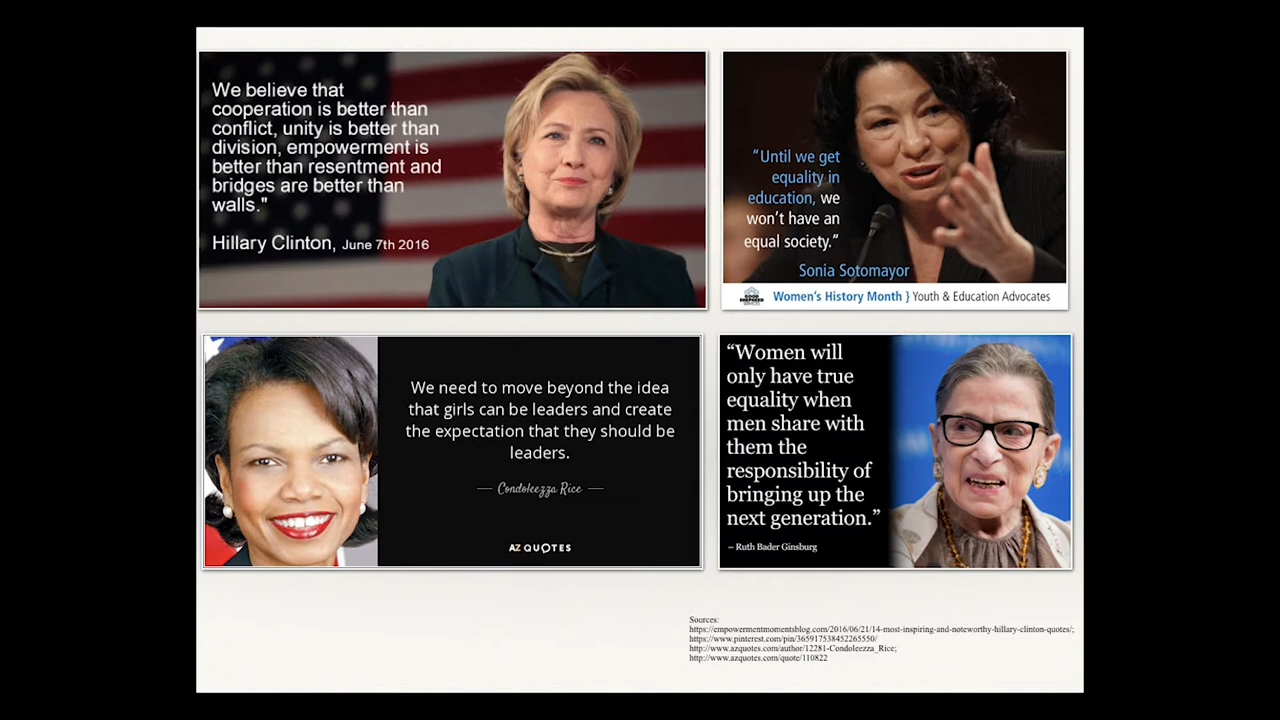 We believe that
cooperation is better than
conflict, unity is better than
division, empowerment is
better than resentment and
bridges are better than
walls."
Hillary Clinton, June 7th 2016
“Until we get
equality in
education, we
won’t have an
equal society.”
Sonia Sotomayor
GOOD
SHEPHERD
SERVICES
Women’s History Month } Youth & Education Advocates
We need to move beyond the idea
that girls can be leaders and create
the expectation that they should be
leaders.
— Condoleezza Rice —
AZ QUOTES
“Women will
only have true
equality when
men share with
them the
responsibility of
bringing up the
next generation.”
– Ruth Bader Ginsburg
Sources:
https://empowermentmomentsblog.com/2016/06/21/14-most-inspiring-and-noteworthy-hillary-clinton-quotes/;
https://www.pinterest.com/pin/365917538452265550/
http://www.azquotes.com/author/12281-Condoleezza_Rice;
http://www.azquotes.com/quote/110822